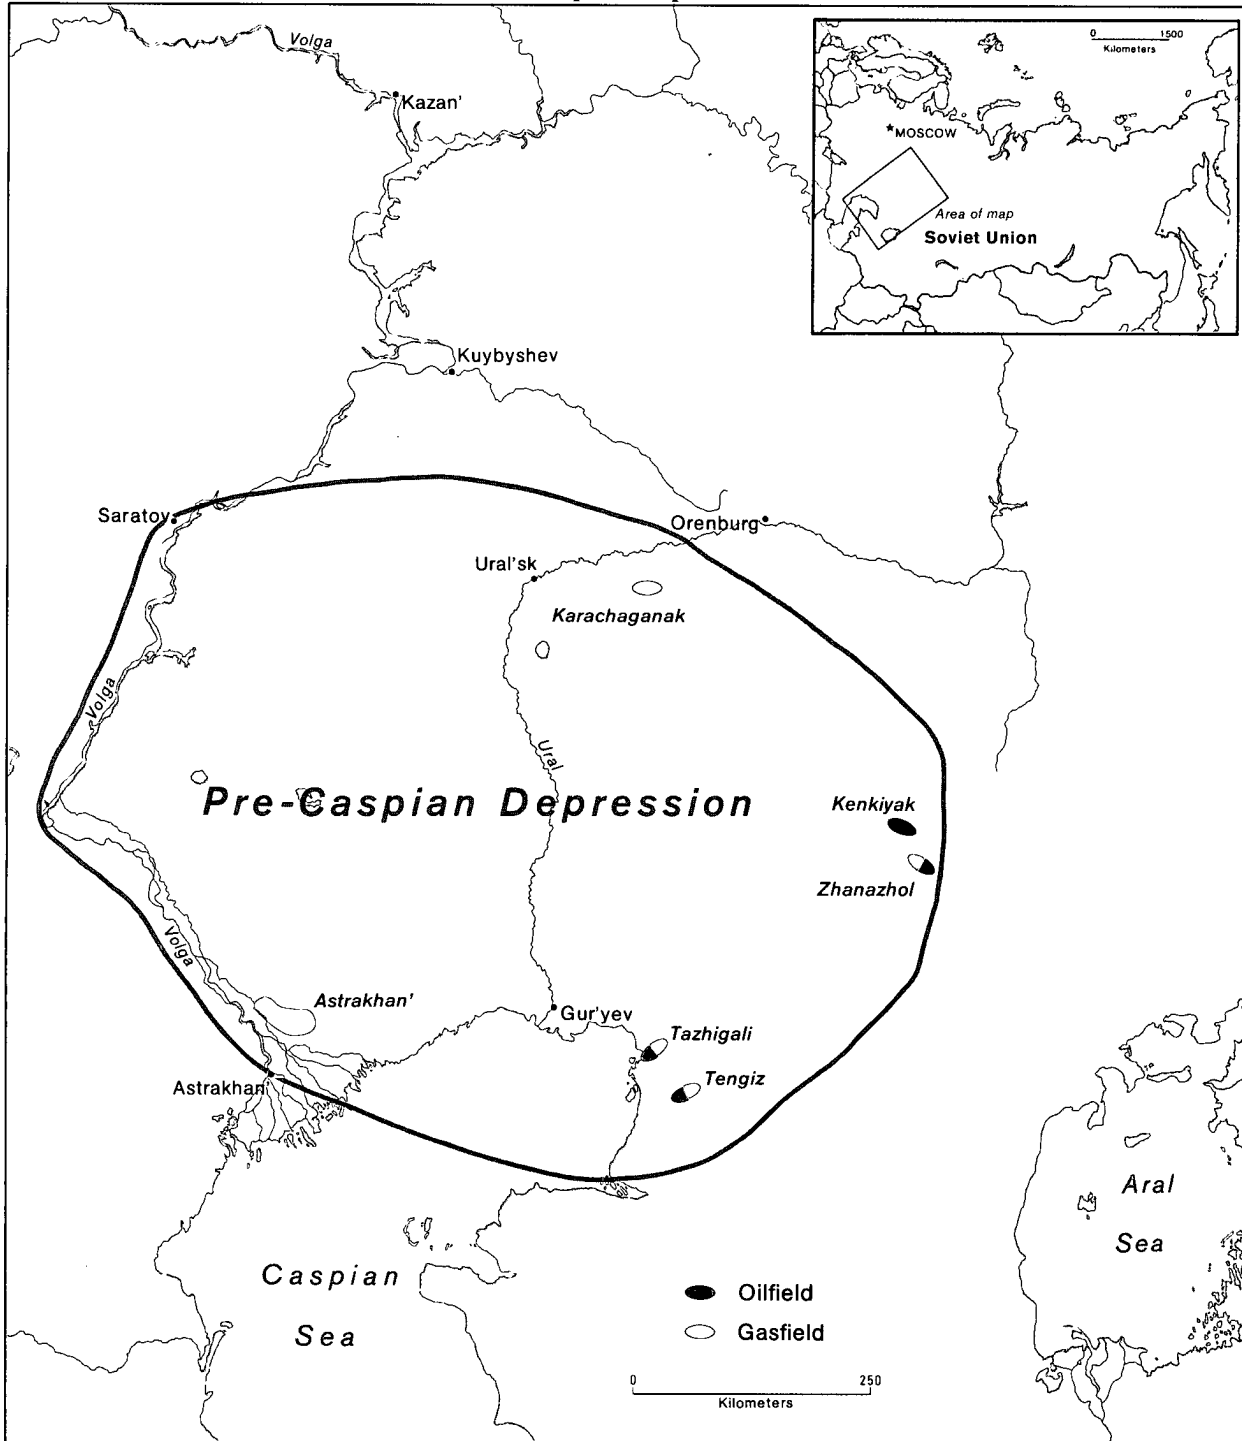 Volga
Kazan'
0 1500
Kilometers
★MOSCOW
Area of map
Soviet Union
Kuybyshev
Saratov
Orenburg
Ural'sk
Karachaganak
Volga
Ural
Pre-Caspian Depression
Kenkiyak
Zhanazhol
Volga
Astrakhan'
Gur'yev
Tazhigali
Tengiz
Astrakhan
Aral
Sea
Caspian
Sea
Oilfield
Gasfield
0 250
Kilometers